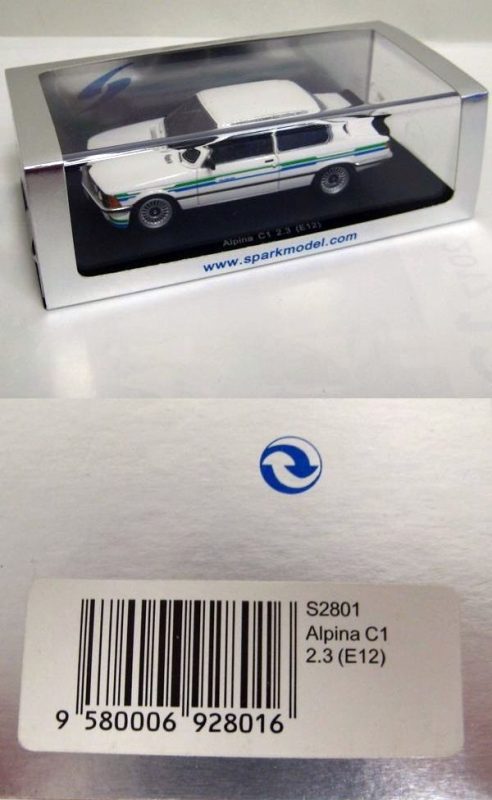 Alpina C1 2.3 (E12)
www.sparkmodel.com
S2801
Alpina C1
2.3 (E12)
9 580006 928016